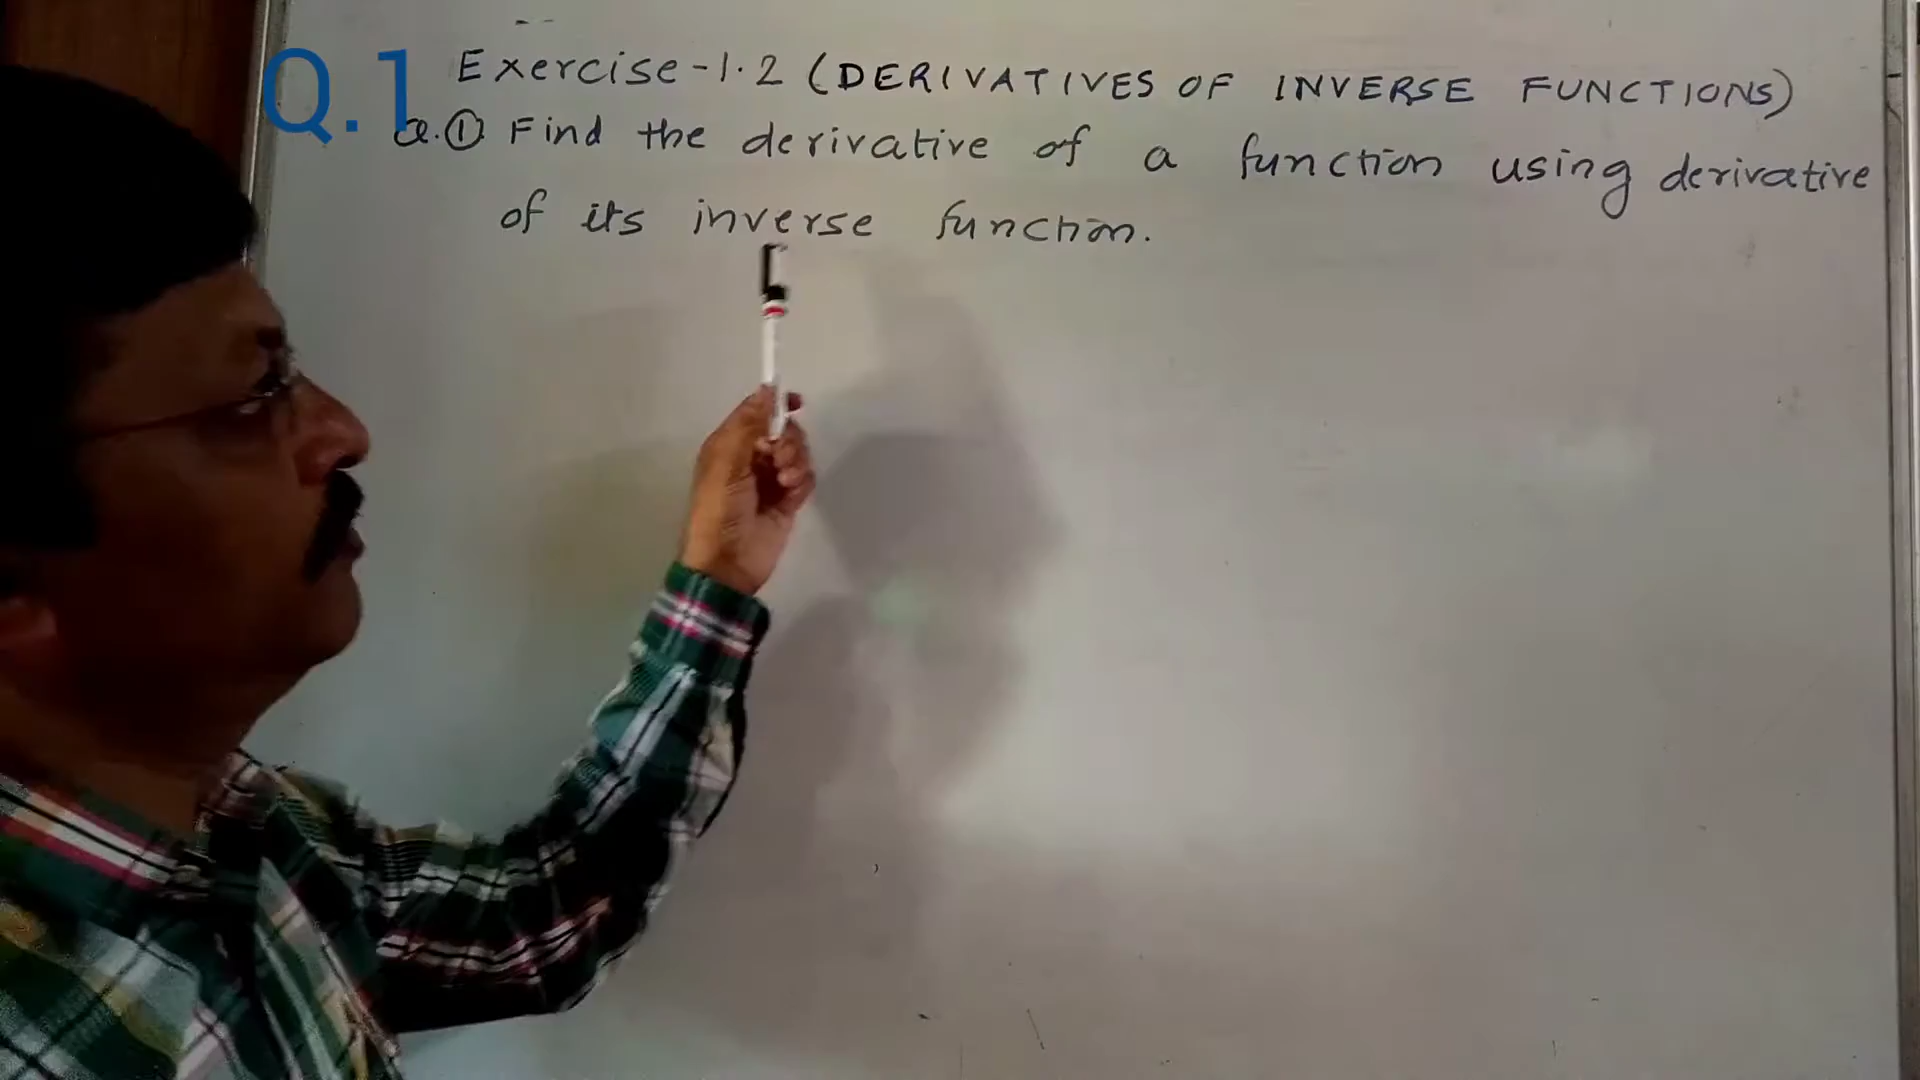 Q.1
Exercise-1.2 (DERIVATIVES OF INVERSE FUNCTIONS)
Q.① Find the derivative of a function using derivative
of its inverse function.